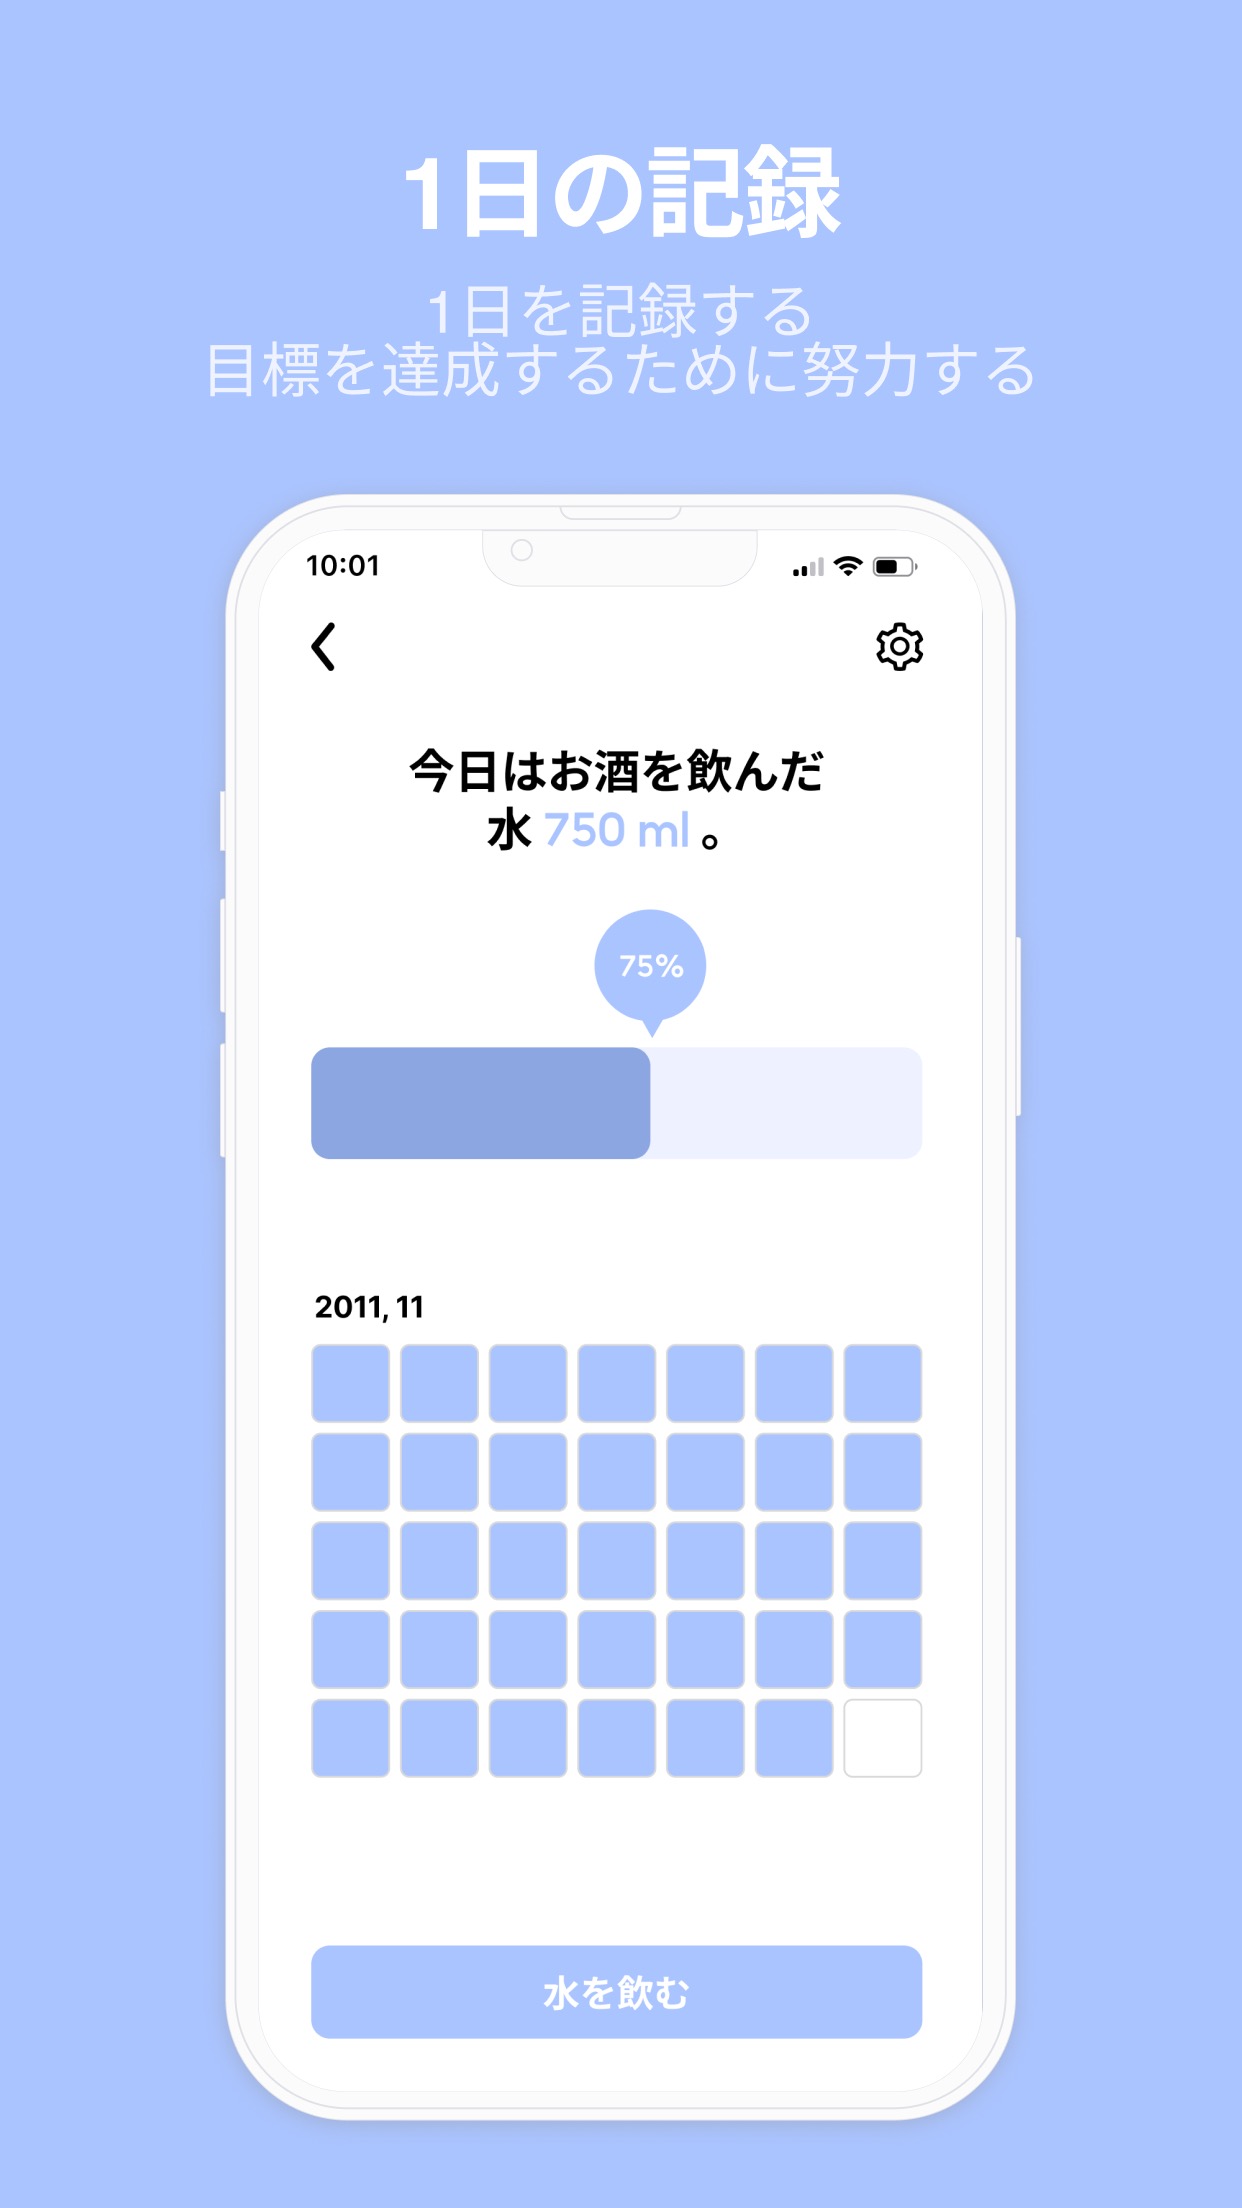 1日の記録
1日を記録する
目標を達成するために努力する
10:01
今日はお酒を飲んだ
水 750 ml 。
75%
2011, 11
水を飲む